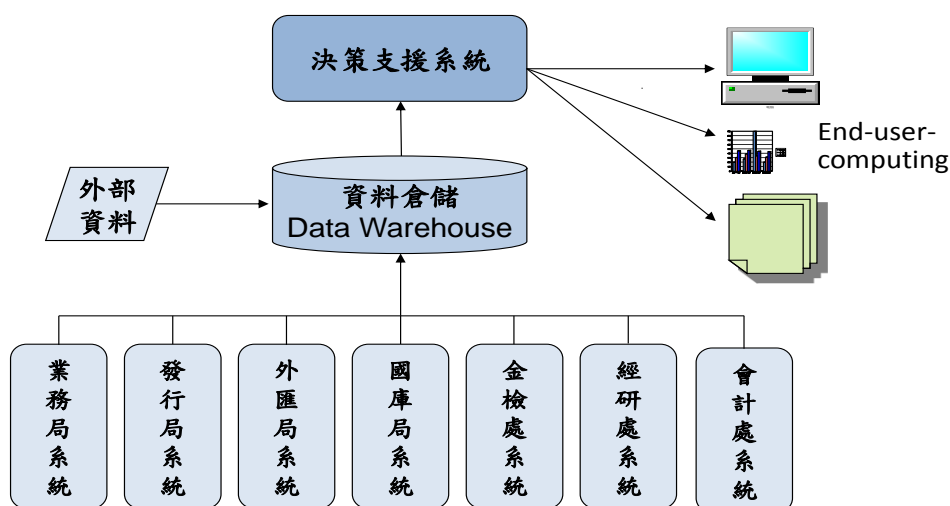 決策支援系統
End-user-
computing
外部
資料
資料倉儲
Data Warehouse
業務局系統
發行局系統
外匯局系統
國庫局系統
金檢處系統
經研處系統
會計處系統